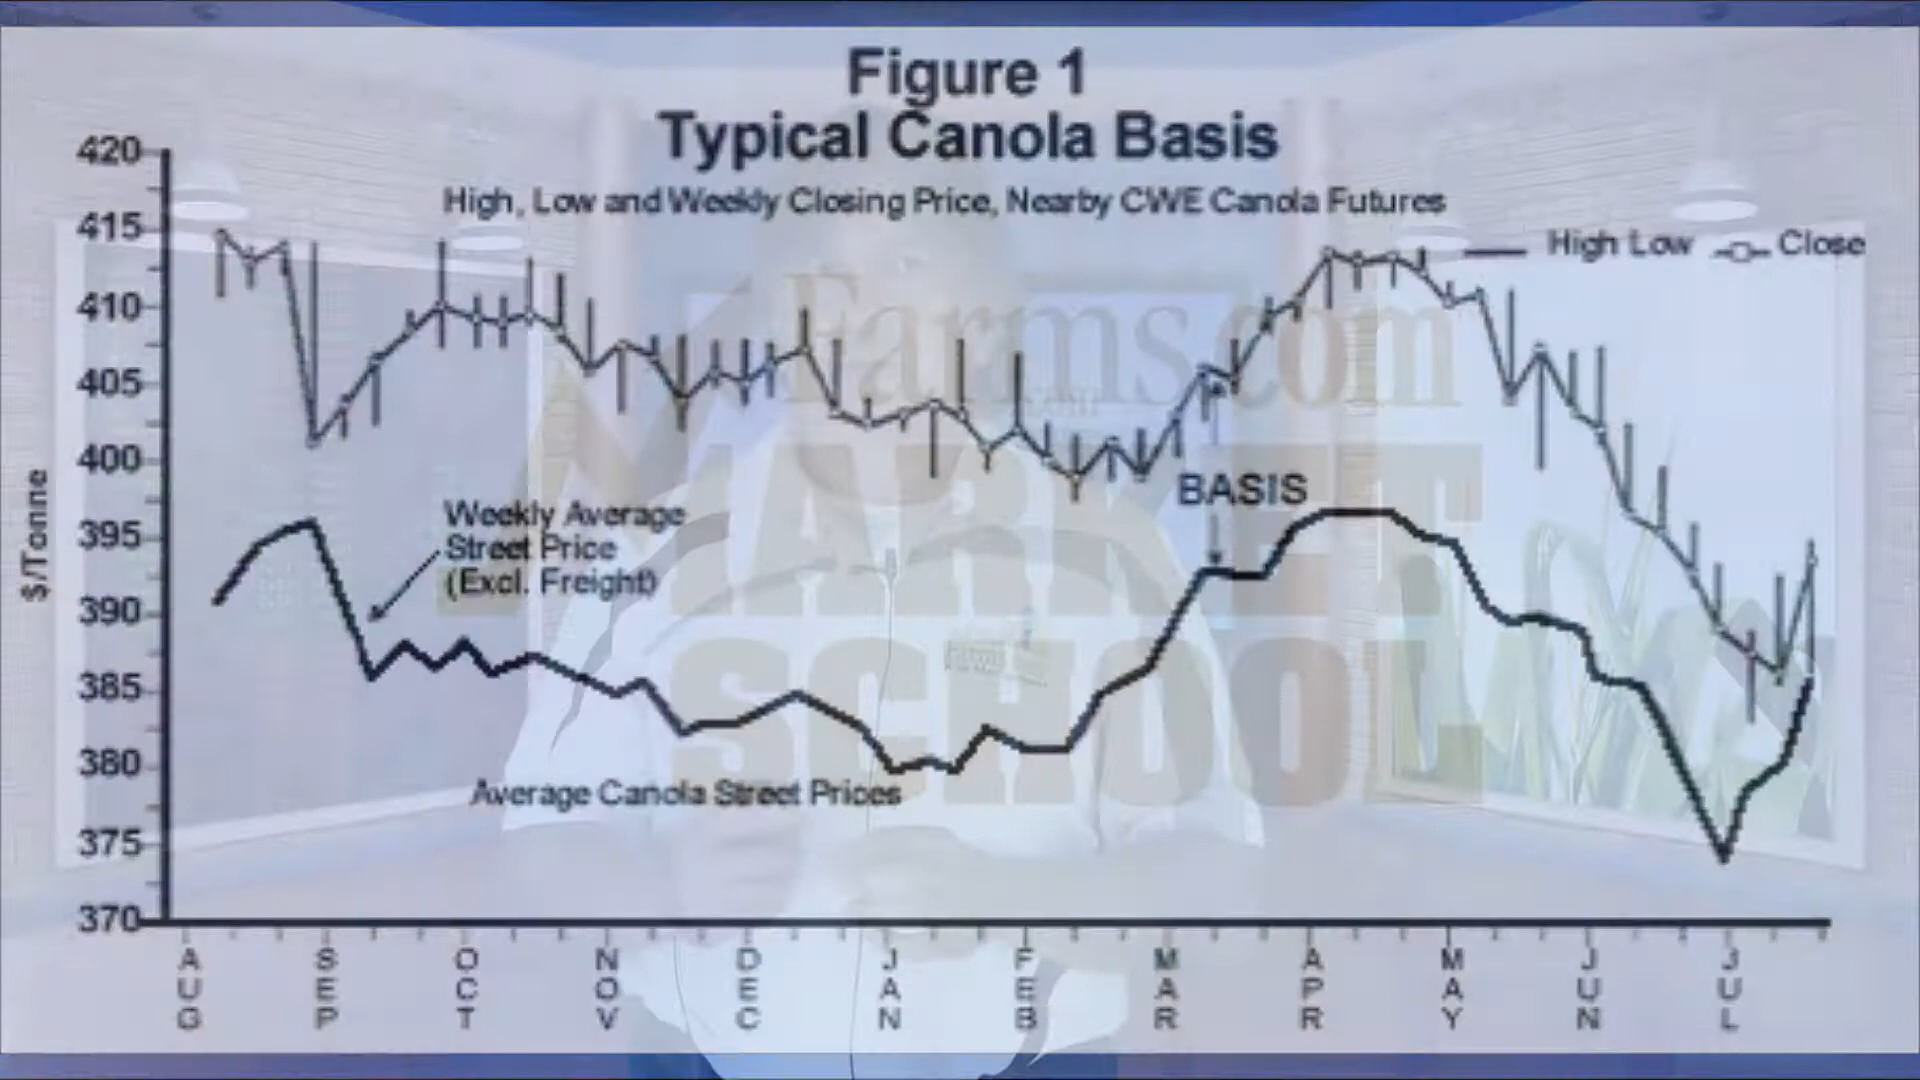 Figure 1
Typical Canola Basis
High, Low and Weekly Closing Price, Nearby CWE Canola Futures
High Low
Close
420
415
410
405
400
395
390
385
380
375
370
$/Tonne
Weekly Average
Street Price
(Excl. Freight)
BASIS
Average Canola Street Prices
AUG
SEP
OCT
NOV
DEC
JAN
FEB
MAR
APR
MAY
JUN
JUL
Farms.com
MARKET
SCHOOL